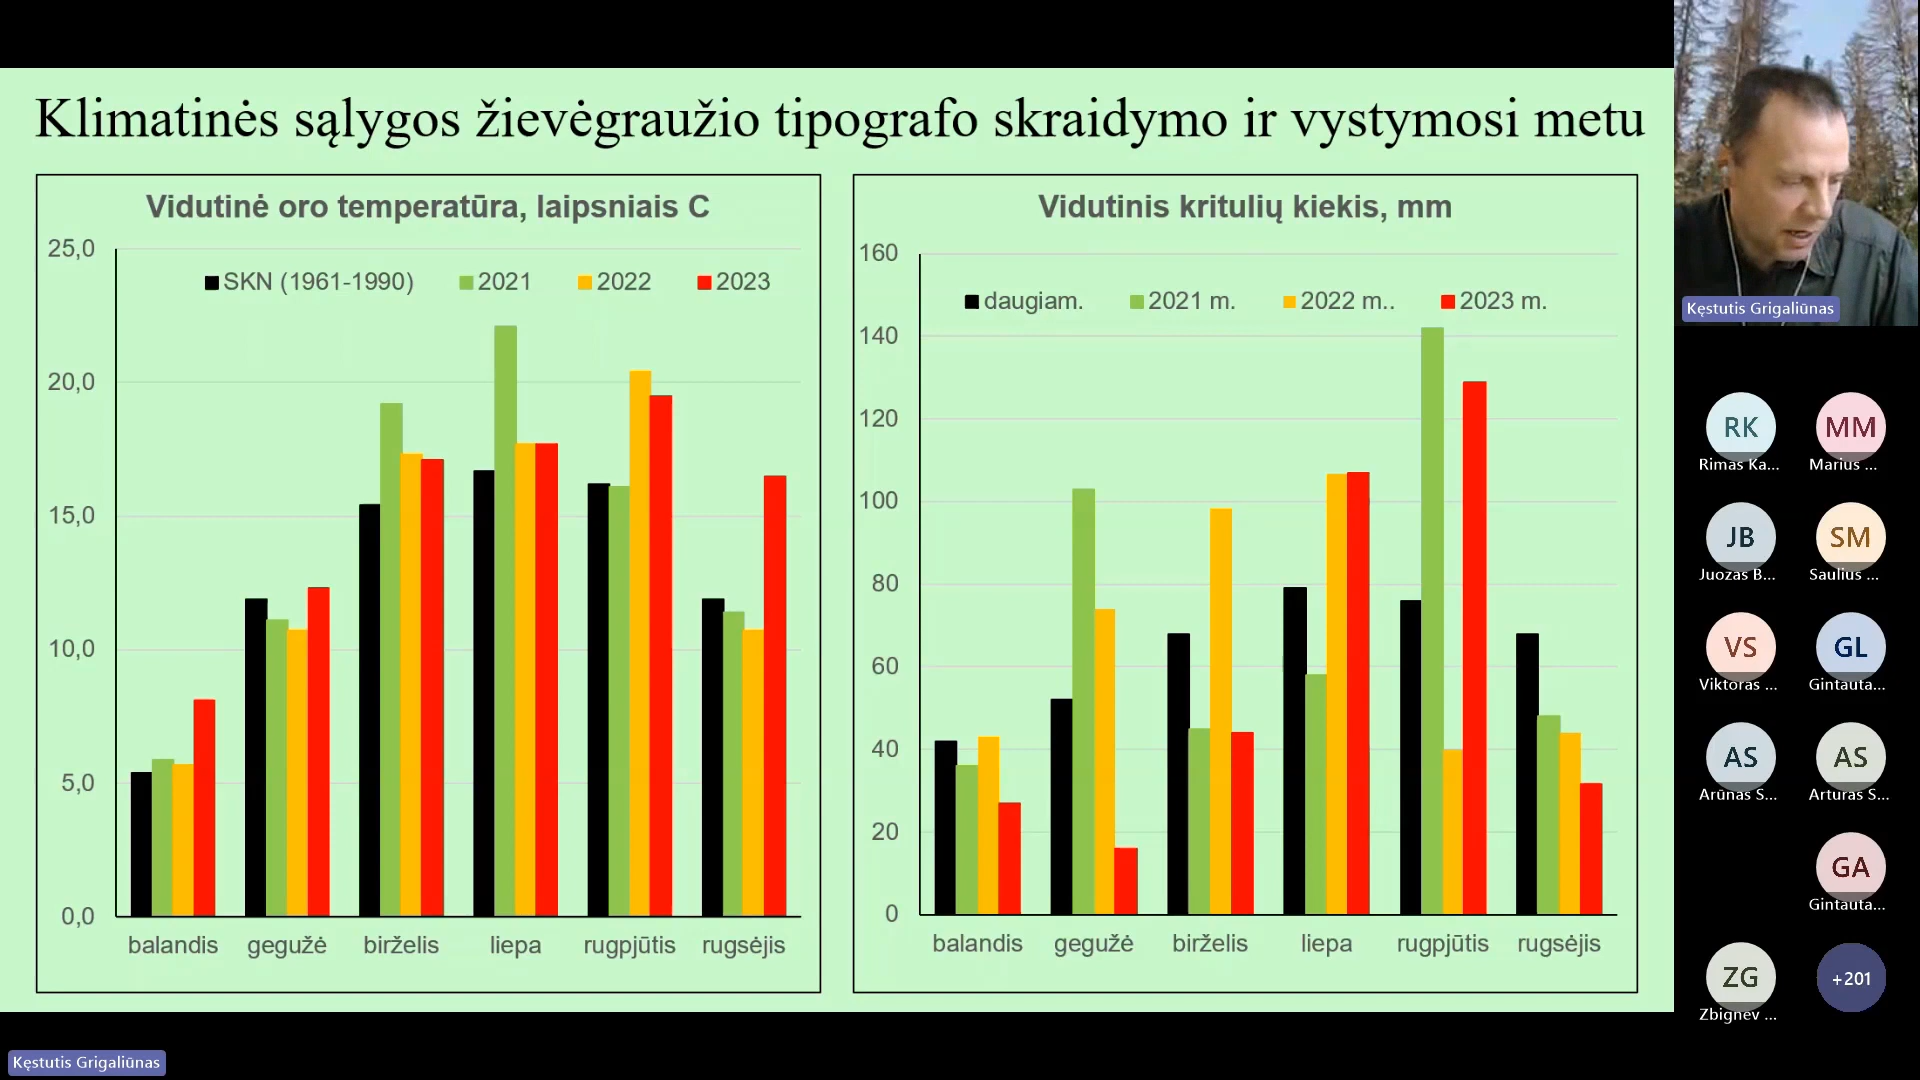 Klimatinės sąlygos žievėgraužio tipografo skraidymo ir vystymosi metu
Vidutinė oro temperatūra, laipsniais C
SKN (1961-1990) 2021 2022 2023
25,0
20,0
15,0
10,0
5,0
0,0
balandis gegužė birželis liepa rugpjūtis rugsėjis
Vidutinis kritulių kiekis, mm
daugiam. 2021 m. 2022 m.. 2023 m.
160
140
120
100
80
60
40
20
0
balandis gegužė birželis liepa rugpjūtis rugsėjis
Kęstutis Grigaliūnas
RK MM
Rimas Ka... Marius ...
JB SM
Juozas B... Saulius ...
VS GL
Viktoras ... Gintauta...
AS AS
Arūnas S... Arturas S...
GA
Gintauta...
ZG +201
Zbignev ...
Kęstutis Grigaliūnas